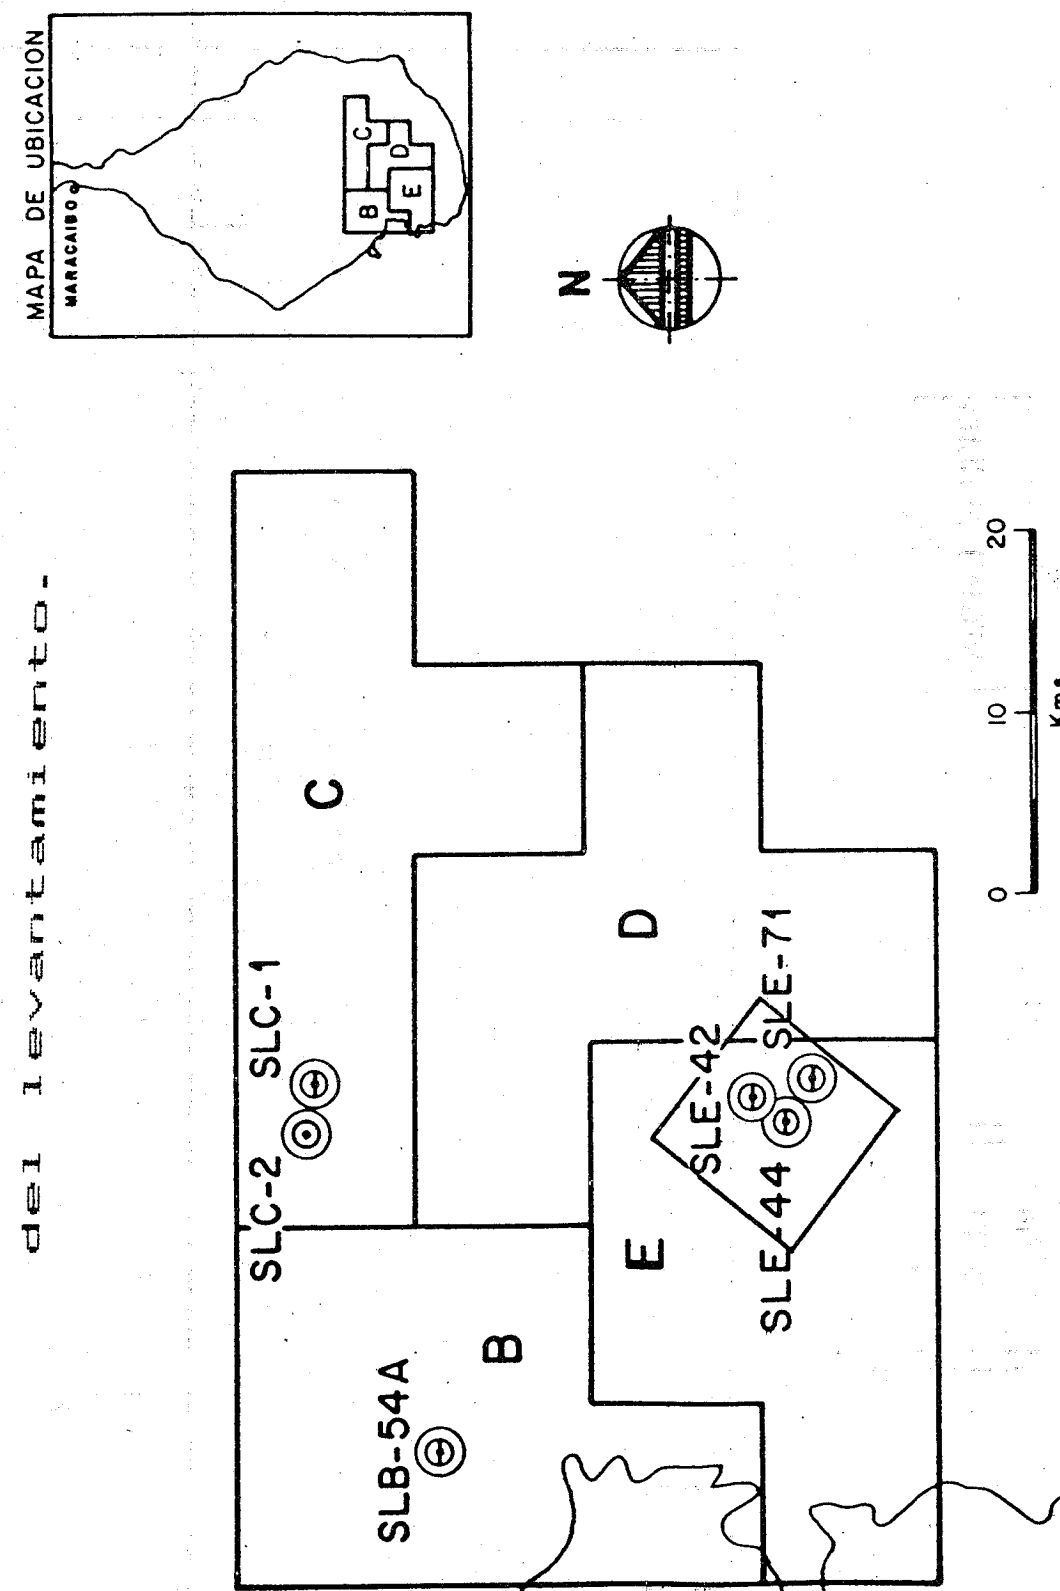 del levantamiento.
MAPA DE UBICACION
MARACAIBO
B
C
D
E
N
SLC-2
SLC-1
C
SLB-54A
B
D
E
SLE-42
SLE-71
SLE-44
0
10
20
Kms